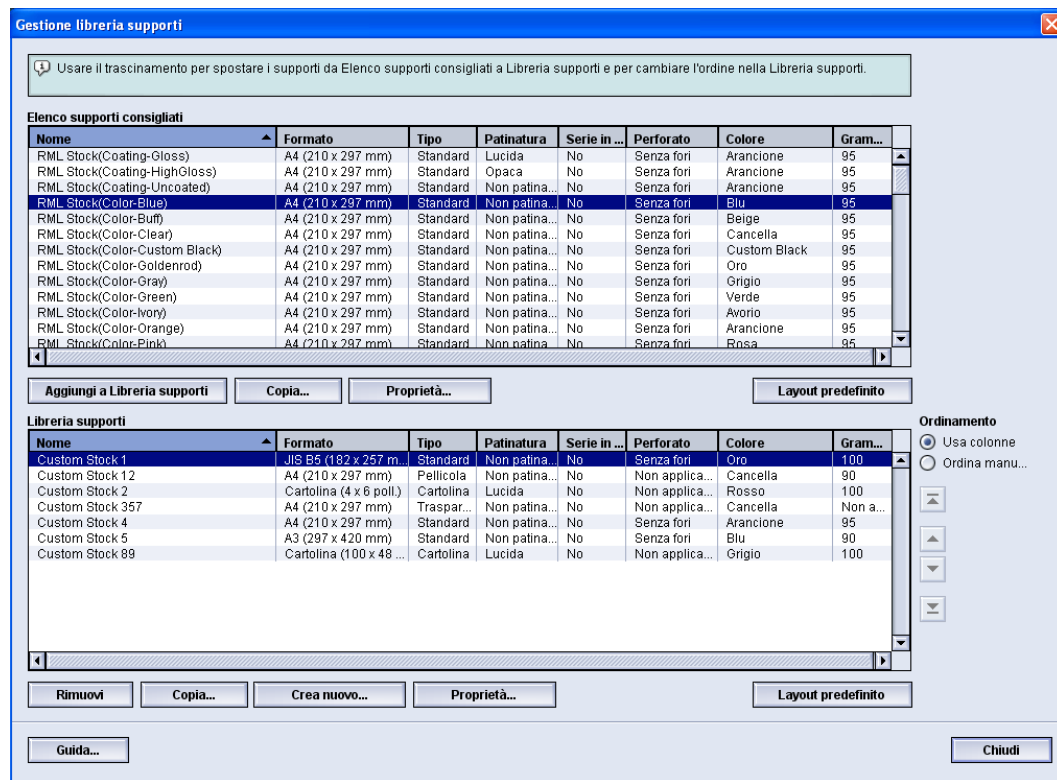 Gestione libreria supporti
Usare il trascinamento per spostare i supporti da Elenco supporti consigliati a Libreria supporti e per cambiare l'ordine nella Libreria supporti.
Elenco supporti consigliati
Nome Formato Tipo Patinatura Serie in ... Perforato Colore Gram...
RML Stock(Coating-Gloss) A4 (210 x 297 mm) Standard Lucida No Senza fori Arancione 95
RML Stock(Coating-HighGloss) A4 (210 x 297 mm) Standard Opaca No Senza fori Arancione 95
RML Stock(Coating-Uncoated) A4 (210 x 297 mm) Standard Non patina... No Senza fori Arancione 95
RML Stock(Color-Blue) A4 (210 x 297 mm) Standard Non patina... No Senza fori Blu 95
RML Stock(Color-Buff) A4 (210 x 297 mm) Standard Non patina... No Senza fori Beige 95
RML Stock(Color-Clear) A4 (210 x 297 mm) Standard Non patina... No Senza fori Cancella 95
RML Stock(Color-Custom Black) A4 (210 x 297 mm) Standard Non patina... No Senza fori Custom Black 95
RML Stock(Color-Goldenrod) A4 (210 x 297 mm) Standard Non patina... No Senza fori Oro 95
RML Stock(Color-Gray) A4 (210 x 297 mm) Standard Non patina... No Senza fori Grigio 95
RML Stock(Color-Green) A4 (210 x 297 mm) Standard Non patina... No Senza fori Verde 95
RML Stock(Color-Ivory) A4 (210 x 297 mm) Standard Non patina... No Senza fori Avorio 95
RML Stock(Color-Orange) A4 (210 x 297 mm) Standard Non patina... No Senza fori Arancione 95
RML Stock(Color-Pink) A4 (210 x 297 mm) Standard Non patina... No Senza fori Rosa 95
Aggiungi a Libreria supporti Copia... Proprietà... Layout predefinito
Libreria supporti Ordinamento
Nome Formato Tipo Patinatura Serie in ... Perforato Colore Gram... Usa colonne
Custom Stock 1 JIS B5 (182 x 257 m... Standard Non patina... No Senza fori Oro 100 Ordina manu...
Custom Stock 12 A4 (210 x 297 mm) Pellicola Non patina... No Non applica... Cancella 90
Custom Stock 2 Cartolina (4 x 6 poll.) Cartolina Lucida No Non applica... Rosso 100
Custom Stock 357 A4 (210 x 297 mm) Traspar... Non patina... No Non applica... Cancella Non a...
Custom Stock 4 A4 (210 x 297 mm) Standard Non patina... No Senza fori Arancione 95
Custom Stock 5 A3 (297 x 420 mm) Standard Non patina... No Senza fori Blu 90
Custom Stock 89 Cartolina (100 x 48 ... Cartolina Lucida No Non applica... Grigio 100
Rimuovi Copia... Crea nuovo... Proprietà... Layout predefinito
Guida... Chiudi